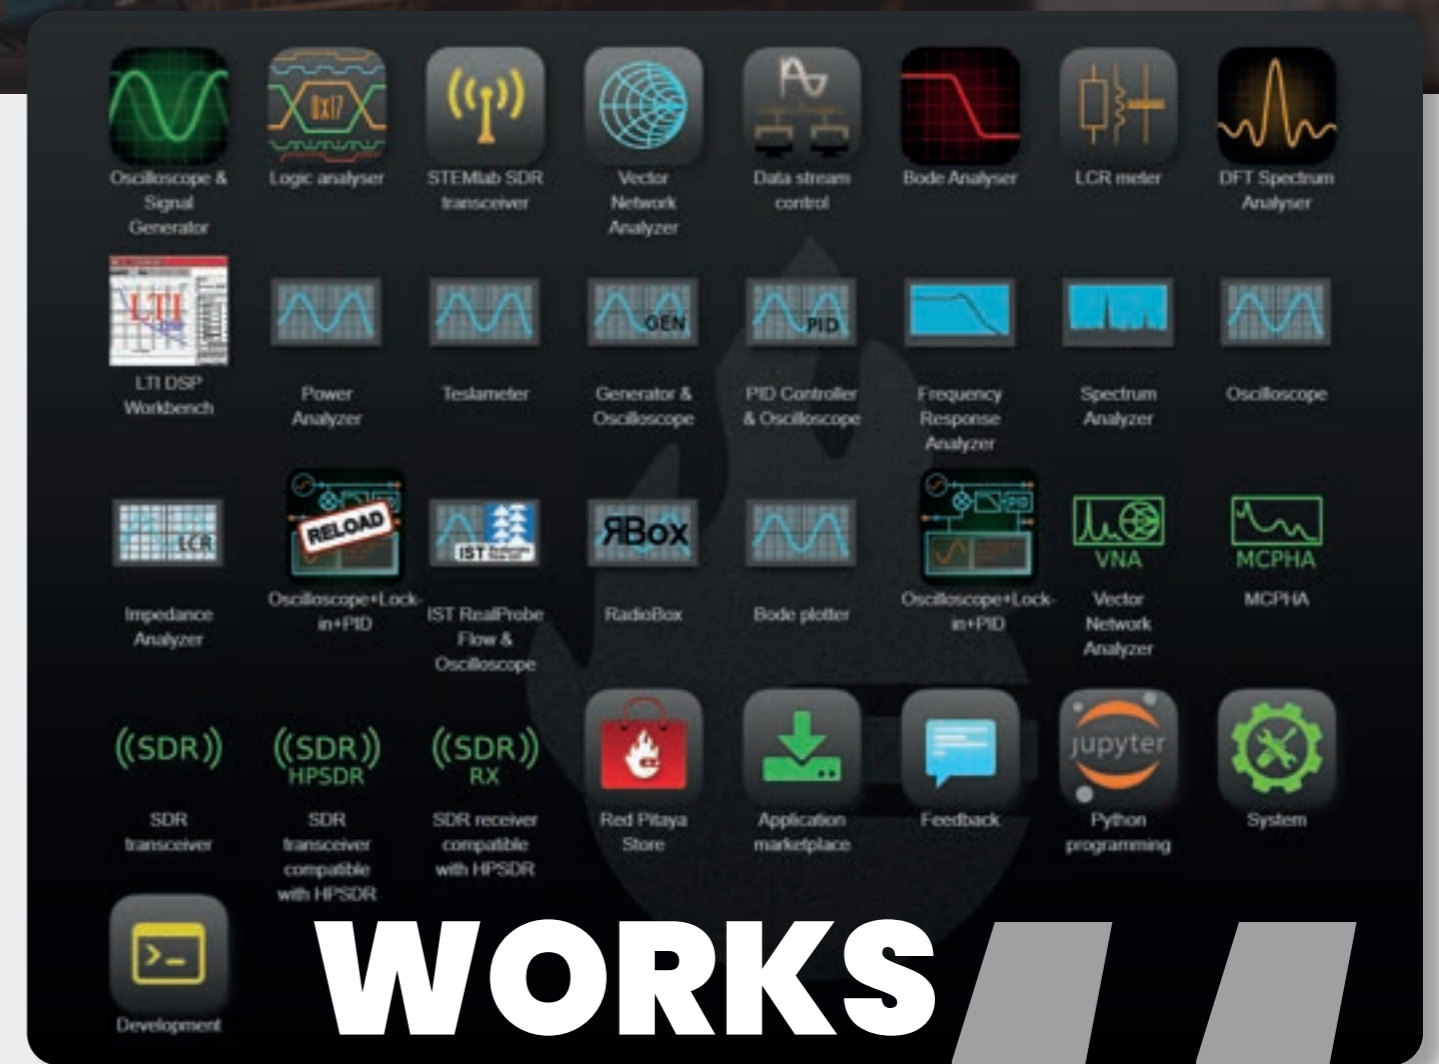 0x17
Oscilloscope &
Signal
Generator
Logic analyser
STEMlab SDR
transceiver
Vector
Network
Analyzer
Data stream
control
Bode Analyser
LCR meter
DFT Spectrum
Analyser
LTI
GEN
PID
LTI DSP
Workbench
Power
Analyzer
Teslameter
Generator &
Oscilloscope
PID Controller
& Oscilloscope
Frequency
Response
Analyzer
Spectrum
Analyzer
Oscilloscope
LCR
RELOAD
IST
ЯBox
PID
VNA
MCPHA
Impedance
Analyzer
Oscilloscope+Lock-
in+PID
IST RealProbe
Flow &
Oscilloscope
RadioBox
Bode plotter
Oscilloscope+Lock-
in+PID
Vector
Network
Analyzer
MCPHA
((SDR))
((SDR))
HPSDR
((SDR))
RX
jupyter
SDR
transceiver
SDR
transceiver
compatible
with HPSDR
SDR receiver
compatible
with HPSDR
Red Pitaya
Store
Application
marketplace
Feedback
Python
programming
System
>_
Development
WORKS